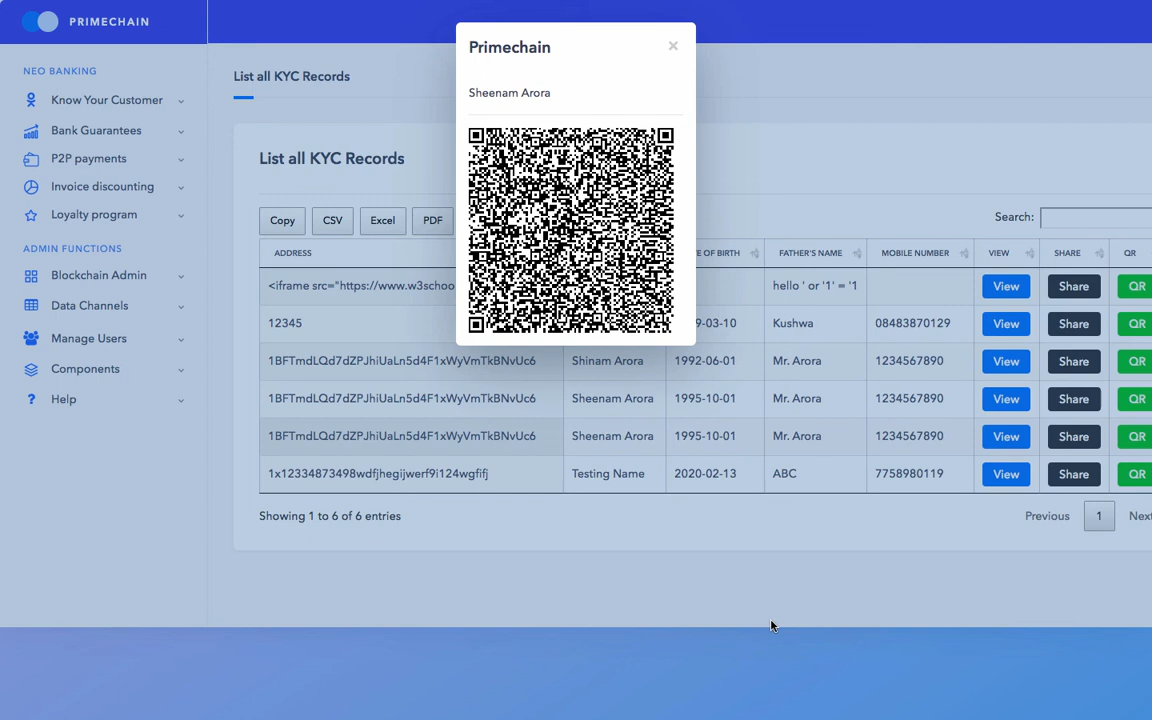 PRIMECHAIN
NEO BANKING
Know Your Customer
Bank Guarantees
P2P payments
Invoice discounting
Loyalty program
ADMIN FUNCTIONS
Blockchain Admin
Data Channels
Manage Users
Components
? Help
List all KYC Records
List all KYC Records
Copy CSV Excel PDF
Search:
Primechain ×
Sheenam Arora
ADDRESS E OF BIRTH FATHER'S NAME MOBILE NUMBER VIEW SHARE QR
<iframe src="https://www.w3schoo hello ' or '1' = '1 View Share QR
12345 9-03-10 Kushwa 08483870129 View Share QR
1BFTmdLQd7dZPJhiUaLn5d4F1xWyVmTkBNvUc6 Shinam Arora 1992-06-01 Mr. Arora 1234567890 View Share QR
1BFTmdLQd7dZPJhiUaLn5d4F1xWyVmTkBNvUc6 Sheenam Arora 1995-10-01 Mr. Arora 1234567890 View Share QR
1BFTmdLQd7dZPJhiUaLn5d4F1xWyVmTkBNvUc6 Sheenam Arora 1995-10-01 Mr. Arora 1234567890 View Share QR
1x12334873498wdfjhegijwerf9i124wgfifj Testing Name 2020-02-13 ABC 7758980119 View Share QR
Showing 1 to 6 of 6 entries
Previous 1 Next